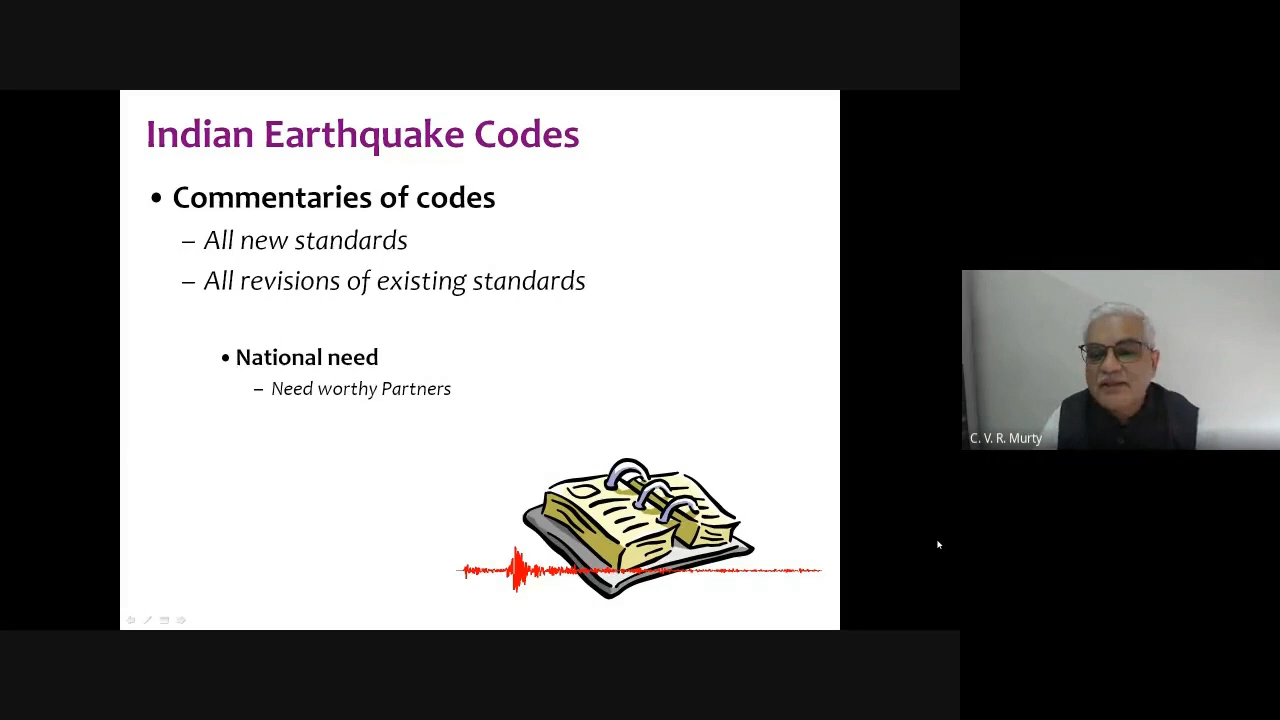 Indian Earthquake Codes
• Commentaries of codes
– All new standards
– All revisions of existing standards
• National need
– Need worthy Partners
C. V. R. Murty